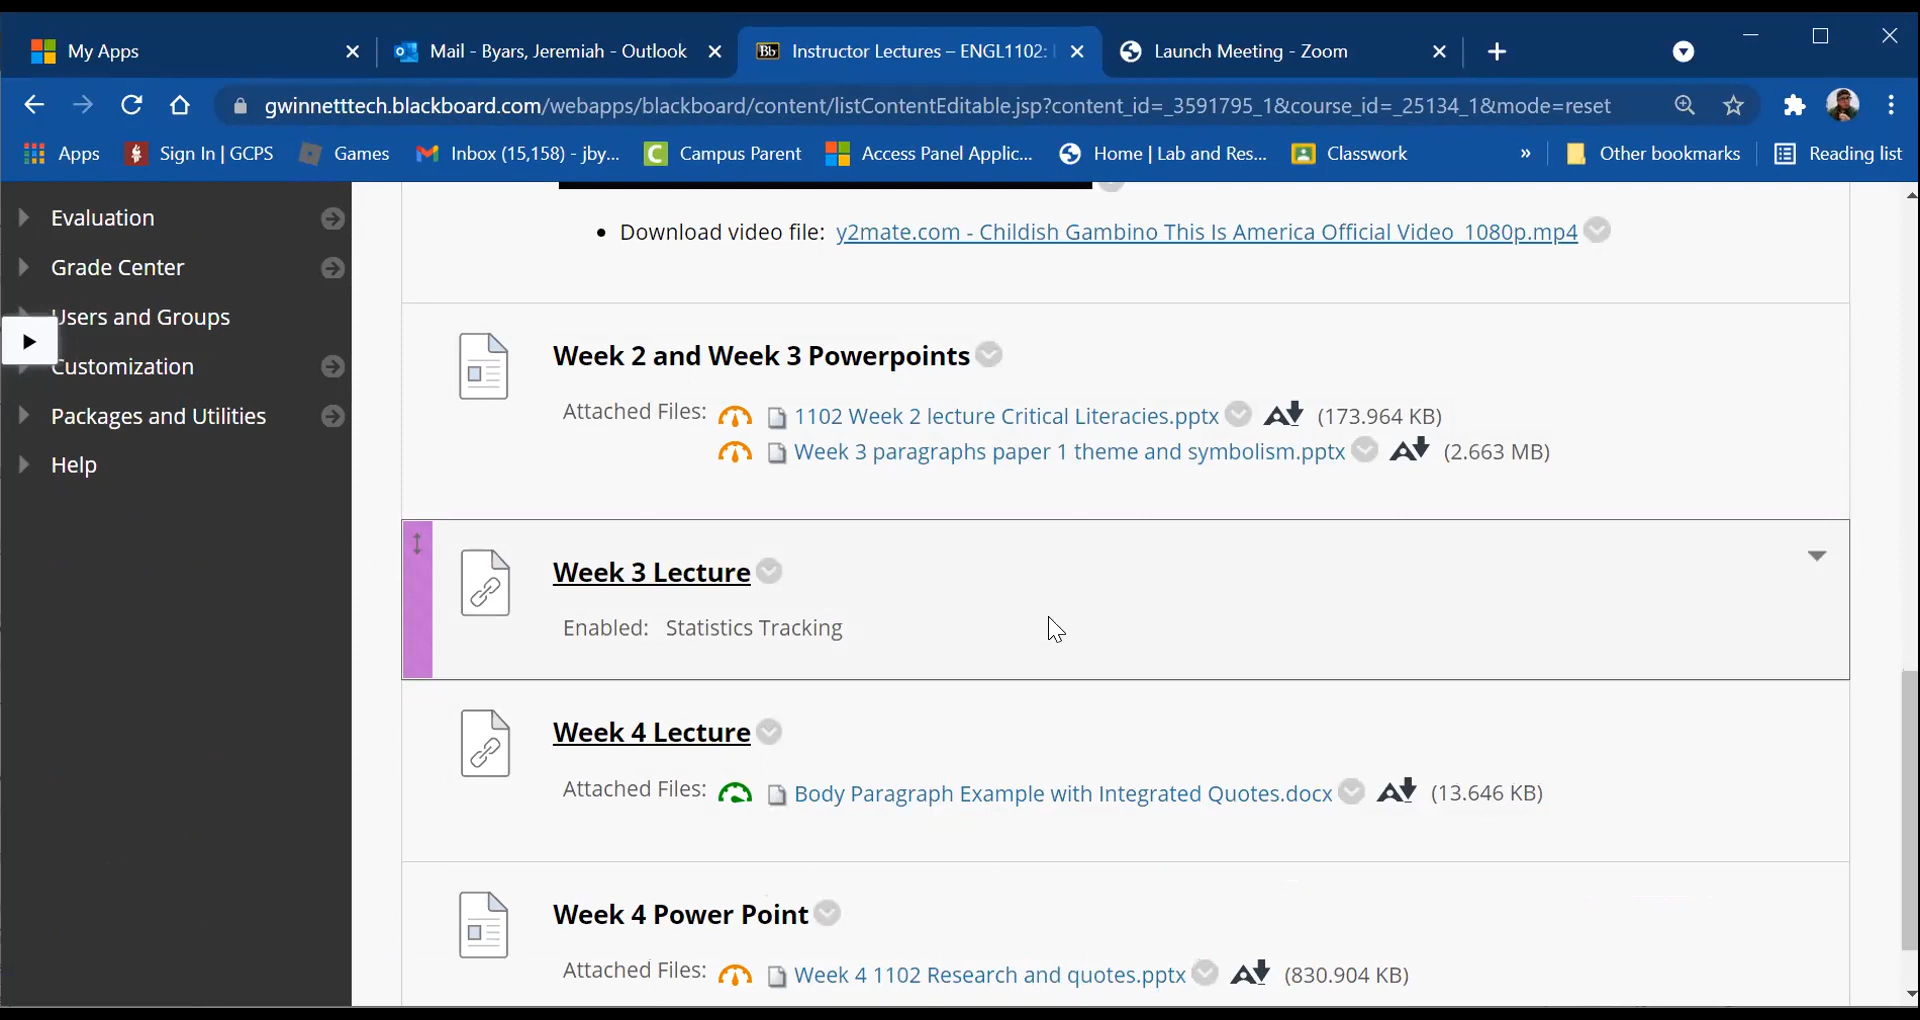 My Apps
Mail - Byars, Jeremiah - Outlook
Bb Instructor Lectures – ENGL1102:
Launch Meeting - Zoom
gwinnetttech.blackboard.com/webapps/blackboard/content/listContentEditable.jsp?content_id=_3591795_1&course_id=_25134_1&mode=reset
Apps
Sign In | GCPS
Games
Inbox (15,158) - jby...
Campus Parent
Access Panel Applic...
Home | Lab and Res...
Classwork
»
Other bookmarks
Reading list
Evaluation
Grade Center
Users and Groups
Customization
Packages and Utilities
Help
• Download video file: y2mate.com - Childish Gambino This Is America Official Video_1080p.mp4
Week 2 and Week 3 Powerpoints
Attached Files: 1102 Week 2 lecture Critical Literacies.pptx (173.964 KB)
Week 3 paragraphs paper 1 theme and symbolism.pptx (2.663 MB)
Week 3 Lecture
Enabled: Statistics Tracking
Week 4 Lecture
Attached Files: Body Paragraph Example with Integrated Quotes.docx (13.646 KB)
Week 4 Power Point
Attached Files: Week 4 1102 Research and quotes.pptx (830.904 KB)